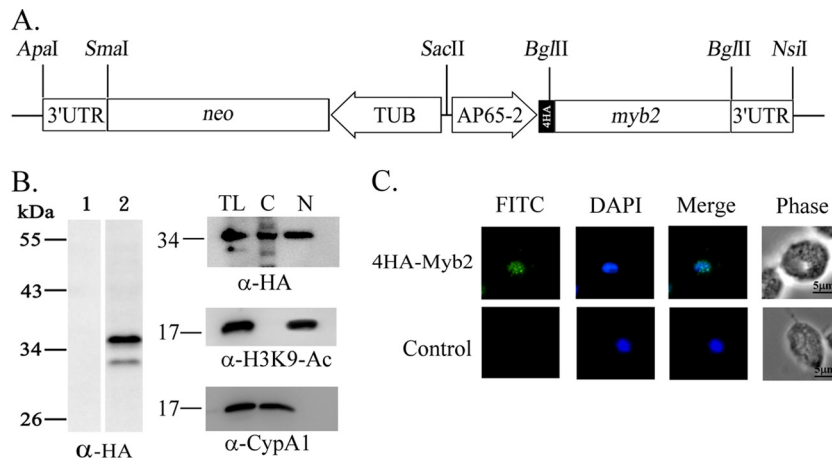 A.
ApaI SmaI SacII BglII BglII NsiI
3'UTR neo TUB AP65-2 4HA myb2 3'UTR
B.
kDa 1 2
55
43
34
26
α-HA
TL C N
34
α-HA
17
α-H3K9-Ac
17
α-CypA1
C.
FITC DAPI Merge Phase
4HA-Myb2
5μm
Control
5μm